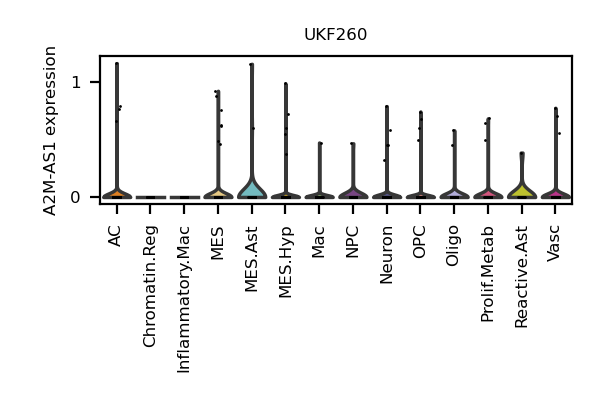 UKF260
A2M-AS1 expression
1
0
AC
Chromatin.Reg
Inflammatory.Mac
MES
MES.Ast
MES.Hyp
Mac
NPC
Neuron
OPC
Oligo
Prolif.Metab
Reactive.Ast
Vasc